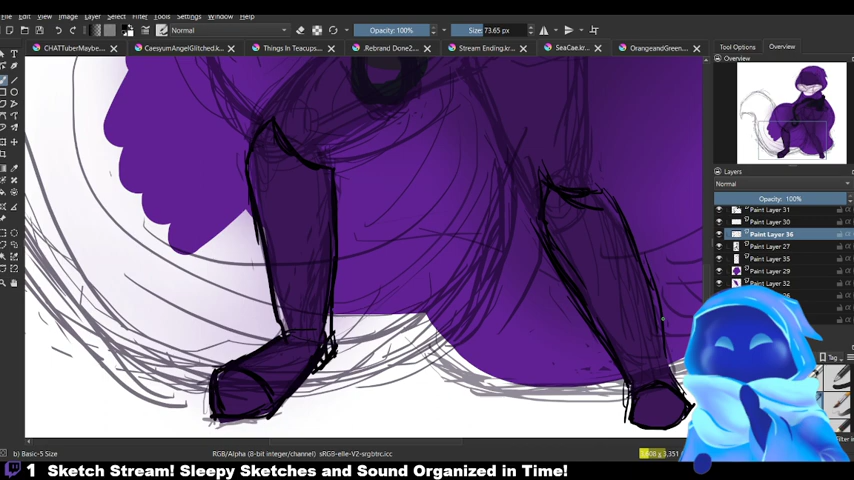 File Edit View Image Layer Select Filter Tools Settings Window Help
Normal
Opacity: 100%
Size: 73.65 px
CHATTuberMaybe...
CaesyumAngelGlitched.k...
Things In Teacups...
.Rebrand Done2...
Stream Ending.kr...
SeaCae.kr...
OrangeandGreen...
Tool Options
Overview
Overview
Layers
Normal
Opacity: 100%
Paint Layer 31
Paint Layer 30
Paint Layer 36
Paint Layer 27
Paint Layer 35
Paint Layer 29
Paint Layer 32
Tag
b) Basic-5 Size
RGB/Alpha (8-bit integer/channel) sRGB-elle-V2-srgbtrc.icc
1 Sketch Stream! Sleepy Sketches and Sound Organized in Time!